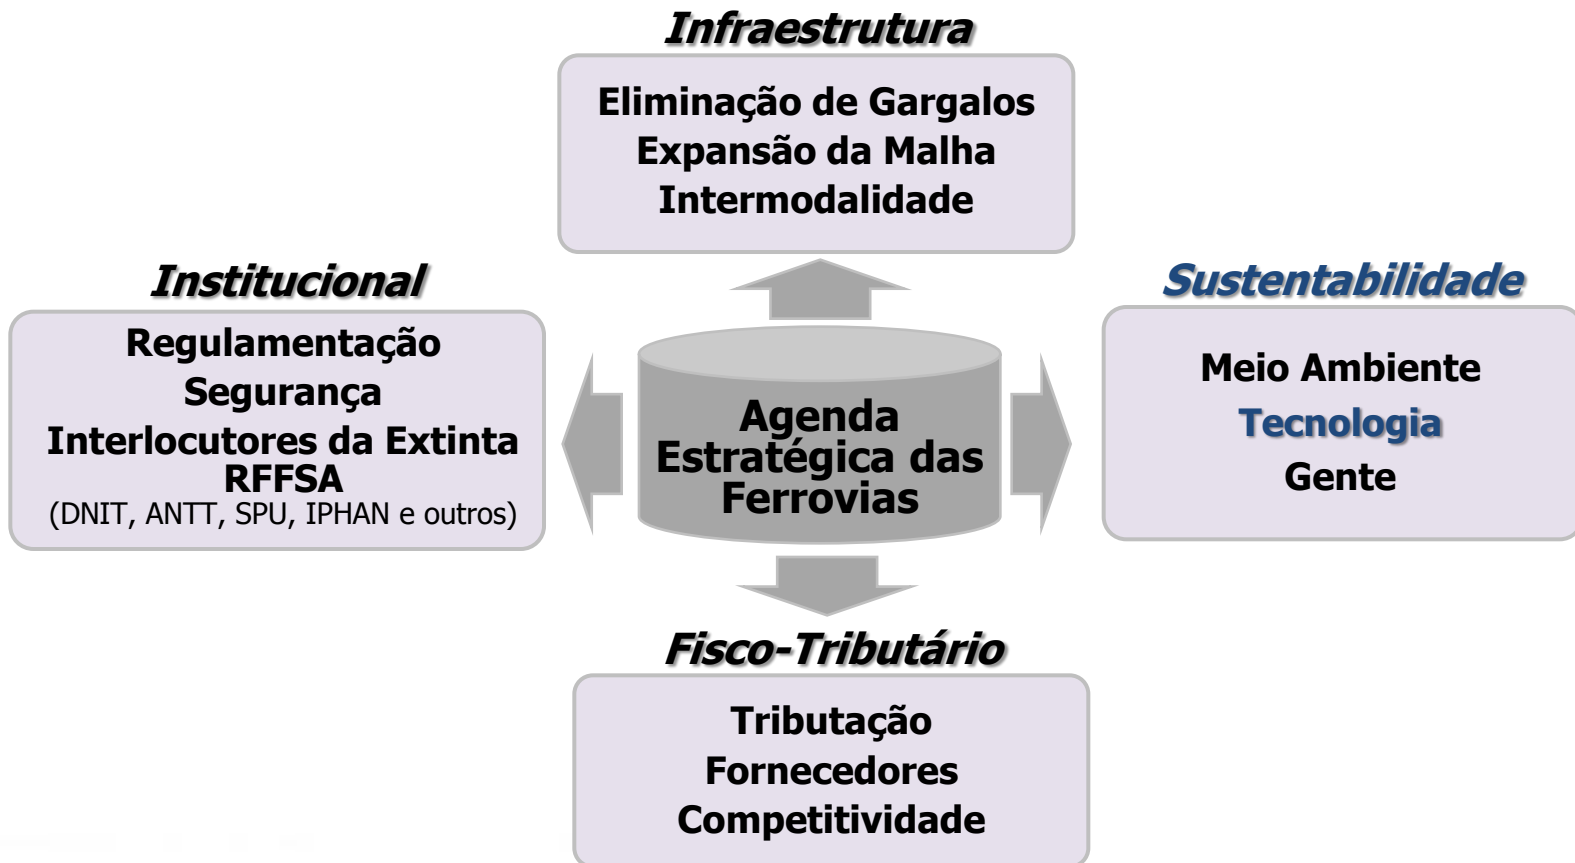 Infraestrutura
Eliminação de Gargalos
Expansão da Malha
Intermodalidade
Institucional
Regulamentação
Segurança
Interlocutores da Extinta
RFFSA
(DNIT, ANTT, SPU, IPHAN e outros)
Agenda
Estratégica das
Ferrovias
Sustentabilidade
Meio Ambiente
Tecnologia
Gente
Fisco-Tributário
Tributação
Fornecedores
Competitividade